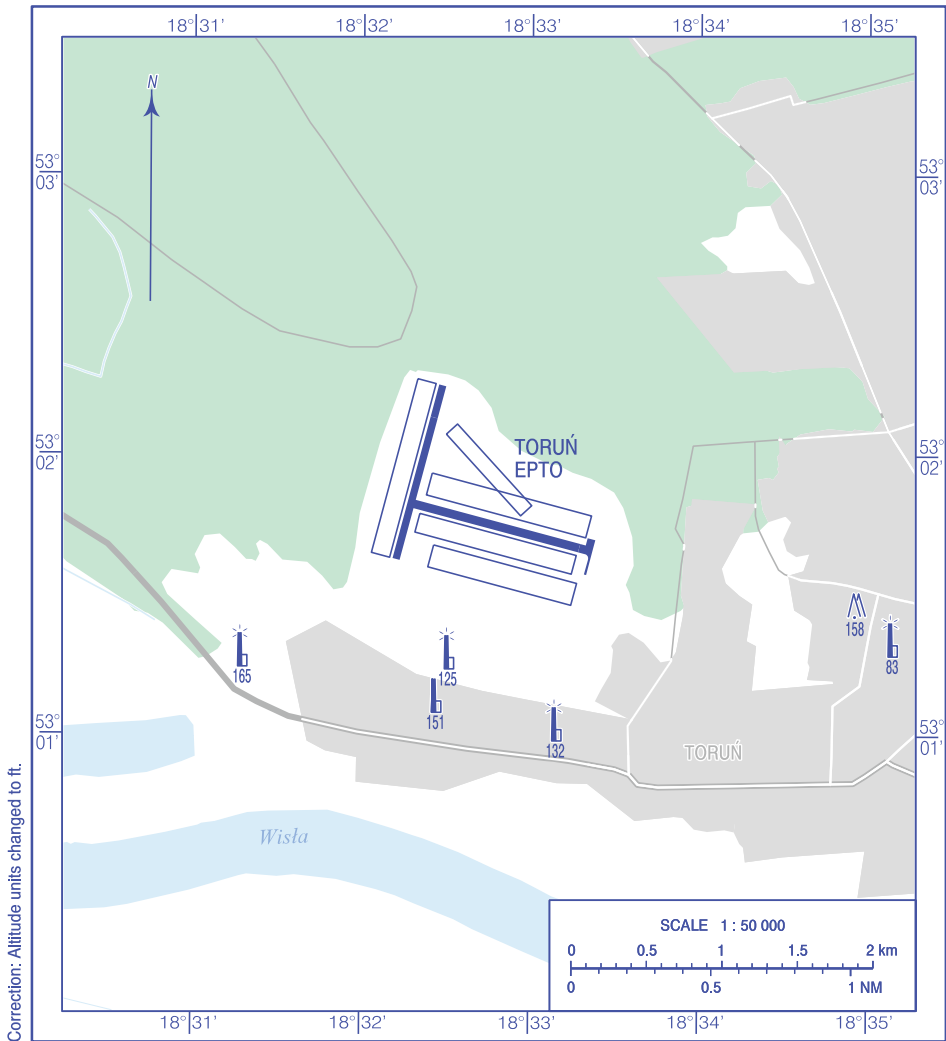 18°31' 18°32' 18°33' 18°34' 18°35'
N
53°
03'
53°
03'
53°
02'
53°
02'
TORUŃ
EPTO
158
83
165
125
151
132
53°
01'
53°
01'
TORUŃ
Wisła
SCALE 1 : 50 000
0 0.5 1 1.5 2 km
0 0.5 1 NM
18°31' 18°32' 18°33' 18°34' 18°35'
Correction: Altitude units changed to ft.